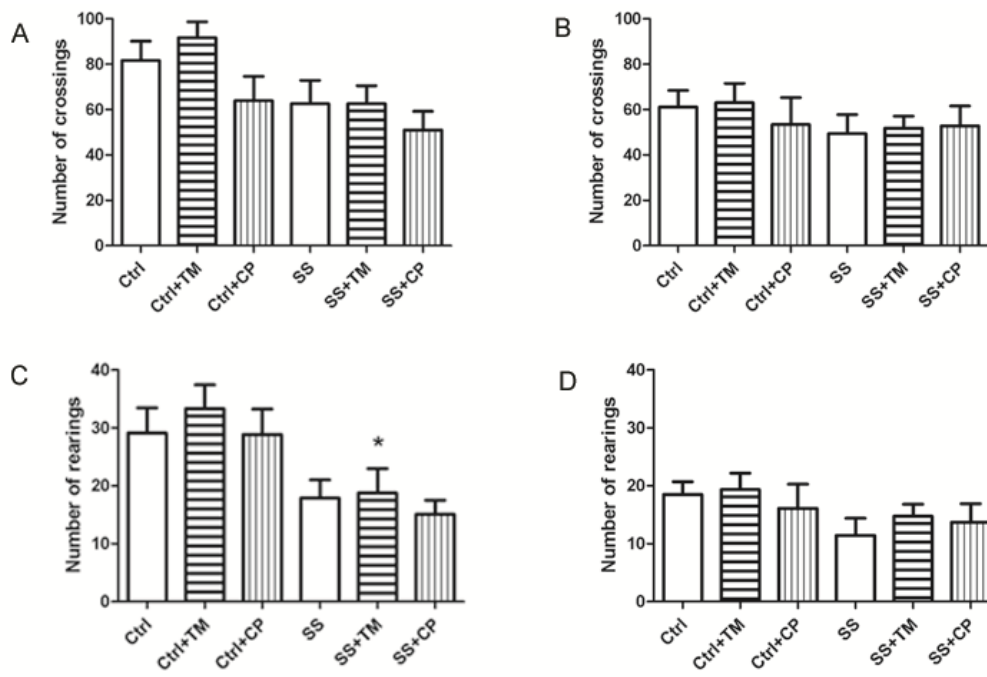 A
Number of crossings
100
80
60
40
20
0
Ctrl
Ctrl+TM
Ctrl+CP
SS
SS+TM
SS+CP
B
Number of crossings
100
80
60
40
20
0
Ctrl
Ctrl+TM
Ctrl+CP
SS
SS+TM
SS+CP
C
Number of rearings
40
30
20
10
0
*
Ctrl
Ctrl+TM
Ctrl+CP
SS
SS+TM
SS+CP
D
Number of rearings
40
30
20
10
0
Ctrl
Ctrl+TM
Ctrl+CP
SS
SS+TM
SS+CP